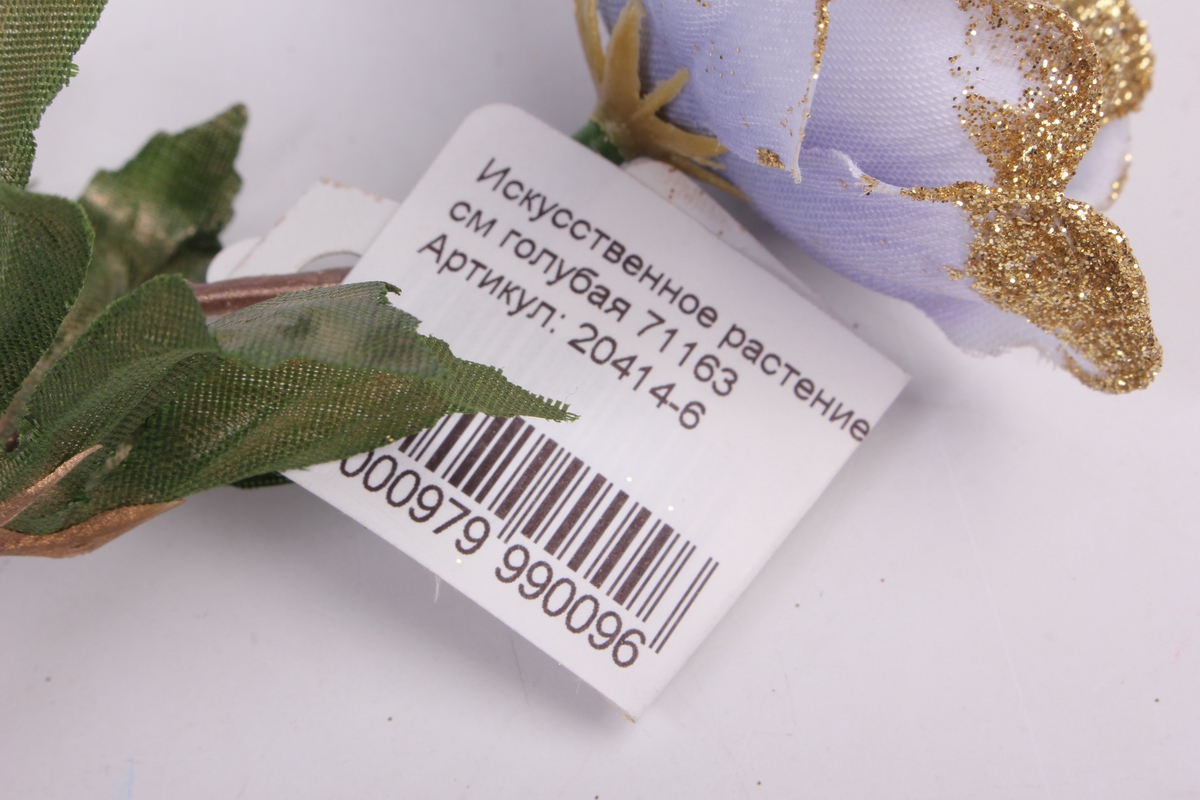 Искусственное растение
см голубая 71163
Артикул: 20414-6
000979 990096